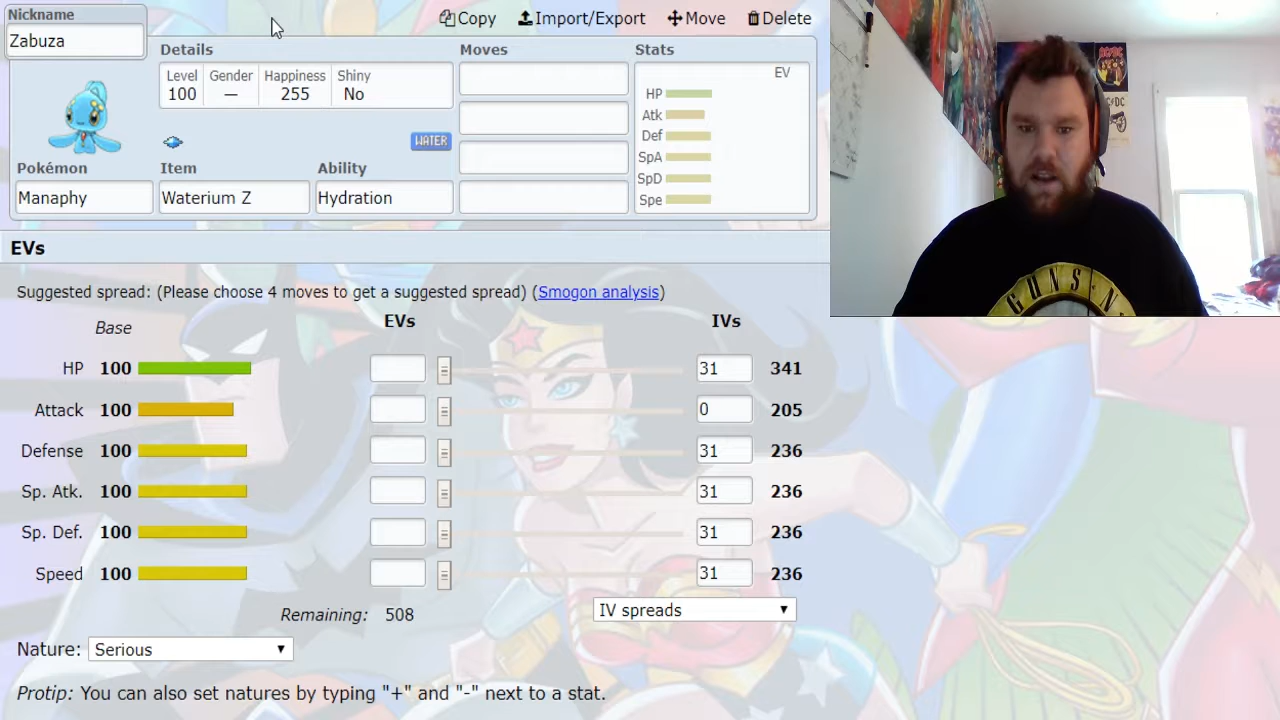 Nickname
Zabuza
Copy Import/Export Move Delete
Details
Moves
Stats
Level Gender Happiness Shiny
100 — 255 No
EV
HP
Atk
Def
SpA
SpD
Spe
WATER
Pokémon Item Ability
Manaphy Waterium Z Hydration
EVs
Suggested spread: (Please choose 4 moves to get a suggested spread) (Smogon analysis)
Base EVs IVs
HP 100 31 341
Attack 100 0 205
Defense 100 31 236
Sp. Atk. 100 31 236
Sp. Def. 100 31 236
Speed 100 31 236
Remaining: 508 IV spreads
Nature: Serious
Protip: You can also set natures by typing "+" and "-" next to a stat.
AC/DC
GUNS N